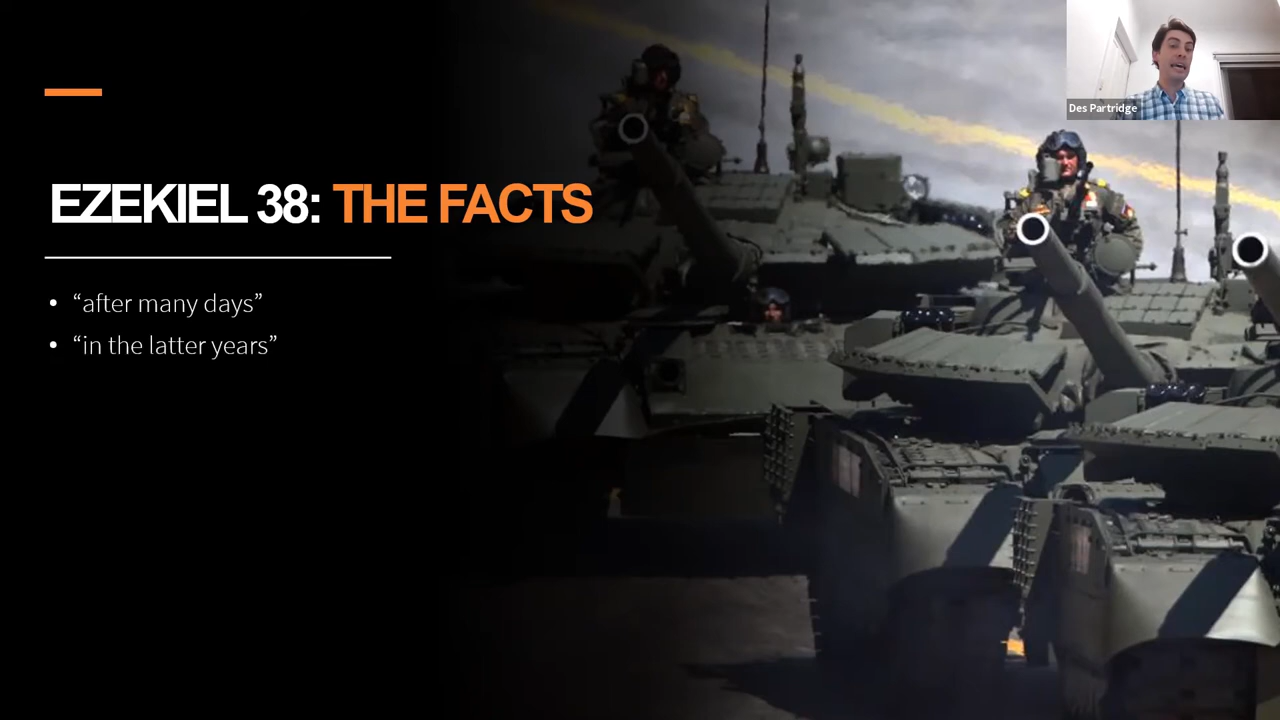 EZEKIEL 38: THE FACTS
• “after many days”
• “in the latter years”
Des Partridge